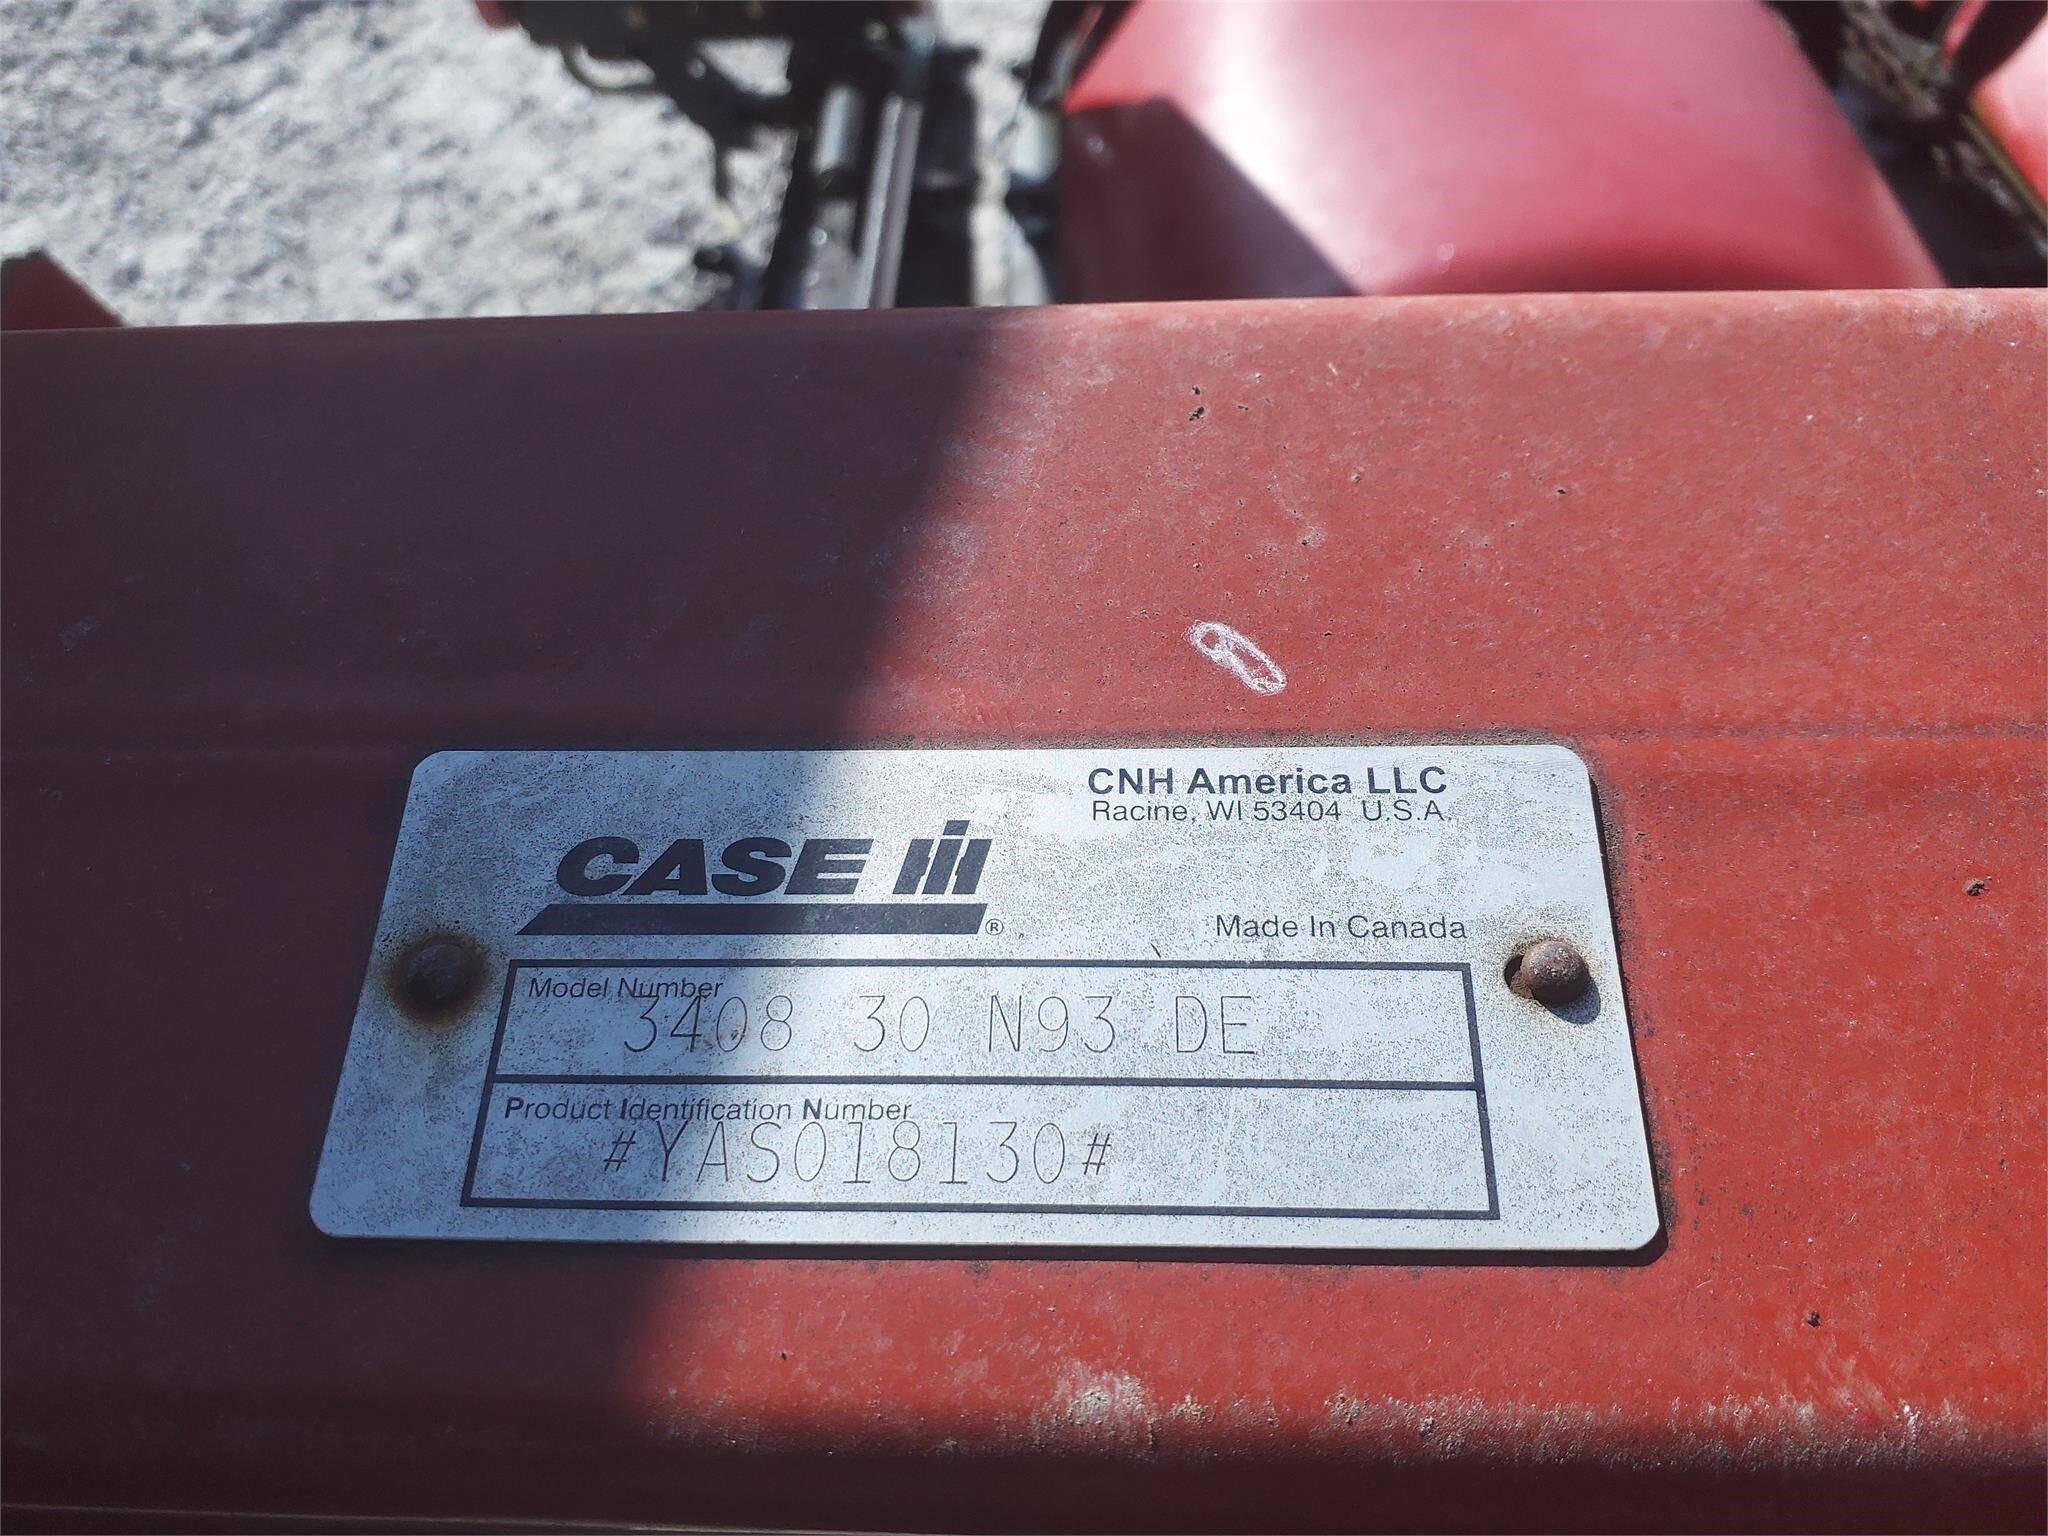 CNH America LLC
Racine, WI 53404 U.S.A.
CASE IH
®
Made In Canada
Model Number
3408 30 N93 DE
Product Identification Number
#YAS018130#